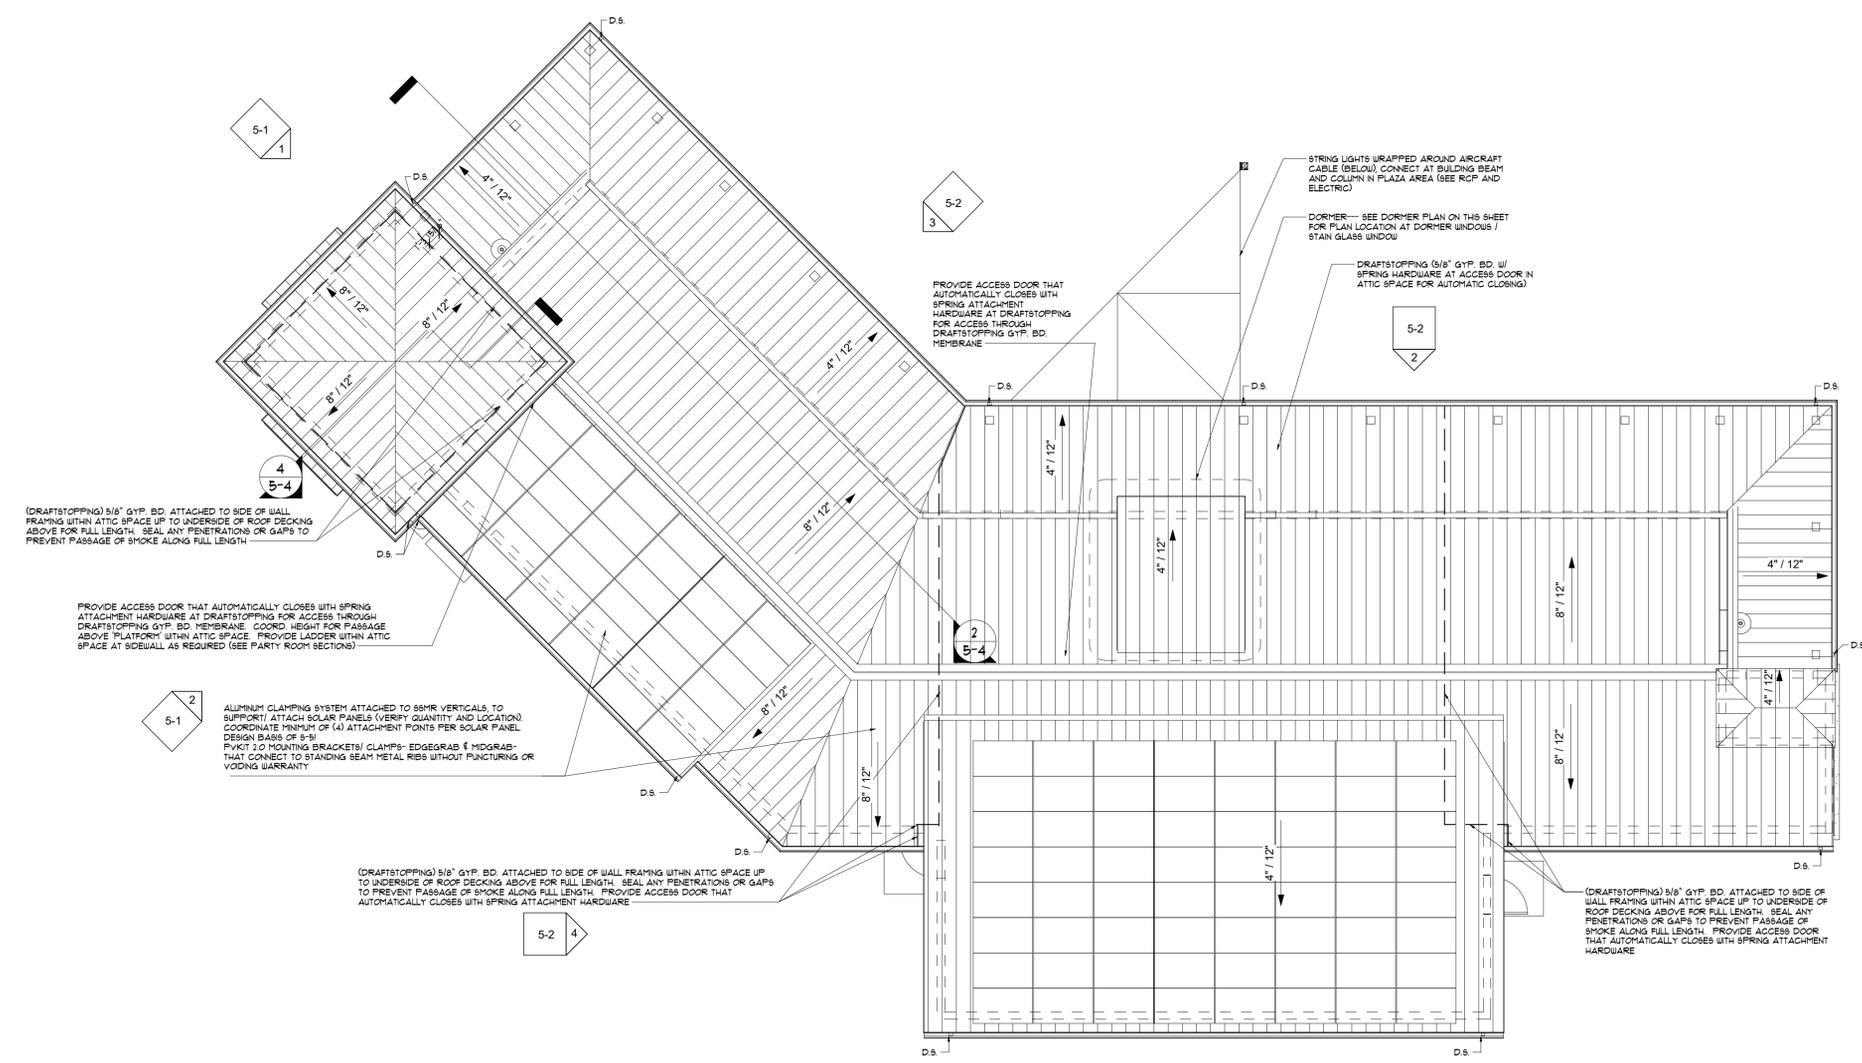 D.S.
5-1
1
D.S.
4" / 12"
5-2
3
STRING LIGHTS WRAPPED AROUND AIRCRAFT
CABLE (BELOW), CONNECT AT BUILDING BEAM
AND COLUMN IN PLAZA AREA (SEE RCP AND
ELECTRIC)
DORMER--- SEE DORMER PLAN ON THIS SHEET
FOR PLAN LOCATION AT DORMER WINDOWS /
STAIN GLASS WINDOW
DRAFTSTOPPING (5/8" GYP. BD. W/
SPRING HARDWARE AT ACCESS DOOR IN
ATTIC SPACE FOR AUTOMATIC CLOSING)
PROVIDE ACCESS DOOR THAT
AUTOMATICALLY CLOSES WITH
SPRING ATTACHMENT
HARDWARE AT DRAFTSTOPPING
FOR ACCESS THROUGH
DRAFTSTOPPING GYP. BD.
MEMBRANE
5-2
2
8" / 12"
8" / 12"
8" / 12"
4" / 12"
D.S.
D.S.
D.S.
4" / 12"
4
5-4
(DRAFTSTOPPING) 5/8" GYP. BD. ATTACHED TO SIDE OF WALL
FRAMING WITHIN ATTIC SPACE UP TO UNDERSIDE OF ROOF DECKING
ABOVE FOR FULL LENGTH. SEAL ANY PENETRATIONS OR GAPS TO
PREVENT PASSAGE OF SMOKE ALONG FULL LENGTH
D.S.
8" / 12"
4" / 12"
8" / 12"
4" / 12"
PROVIDE ACCESS DOOR THAT AUTOMATICALLY CLOSES WITH SPRING
ATTACHMENT HARDWARE AT DRAFTSTOPPING FOR ACCESS THROUGH
DRAFTSTOPPING GYP. BD. MEMBRANE. COORD. HEIGHT FOR PASSAGE
ABOVE "PLATFORM" WITHIN ATTIC SPACE. PROVIDE LADDER WITHIN ATTIC
SPACE AT SIDEWALL AS REQUIRED (SEE PARTY ROOM SECTIONS)
2
5-4
D.S.
5-1
2
ALUMINUM CLAMPING SYSTEM ATTACHED TO SSMR VERTICALS, TO
SUPPORT/ ATTACH SOLAR PANELS (VERIFY QUANTITY AND LOCATION).
COORDINATE MINIMUM OF (4) ATTACHMENT POINTS PER SOLAR PANEL
DESIGN BASIS OF S-5!
PVKIT 2.0 MOUNTING BRACKETS/ CLAMPS- EDGEGRAB & MIDGRAB-
THAT CONNECT TO STANDING SEAM METAL RIBS WITHOUT PUNCTURING OR
VOIDING WARRANTY
8" / 12"
4" / 12"
8" / 12"
8" / 12"
D.S.
D.S.
D.S.
4" / 12"
(DRAFTSTOPPING) 5/8" GYP. BD. ATTACHED TO SIDE OF WALL FRAMING WITHIN ATTIC SPACE UP
TO UNDERSIDE OF ROOF DECKING ABOVE FOR FULL LENGTH. SEAL ANY PENETRATIONS OR GAPS
TO PREVENT PASSAGE OF SMOKE ALONG FULL LENGTH. PROVIDE ACCESS DOOR THAT
AUTOMATICALLY CLOSES WITH SPRING ATTACHMENT HARDWARE
5-2
4
(DRAFTSTOPPING) 5/8" GYP. BD. ATTACHED TO SIDE OF
WALL FRAMING WITHIN ATTIC SPACE UP TO UNDERSIDE OF
ROOF DECKING ABOVE FOR FULL LENGTH. SEAL ANY
PENETRATIONS OR GAPS TO PREVENT PASSAGE OF
SMOKE ALONG FULL LENGTH. PROVIDE ACCESS DOOR
THAT AUTOMATICALLY CLOSES WITH SPRING ATTACHMENT
HARDWARE
D.S.
D.S.